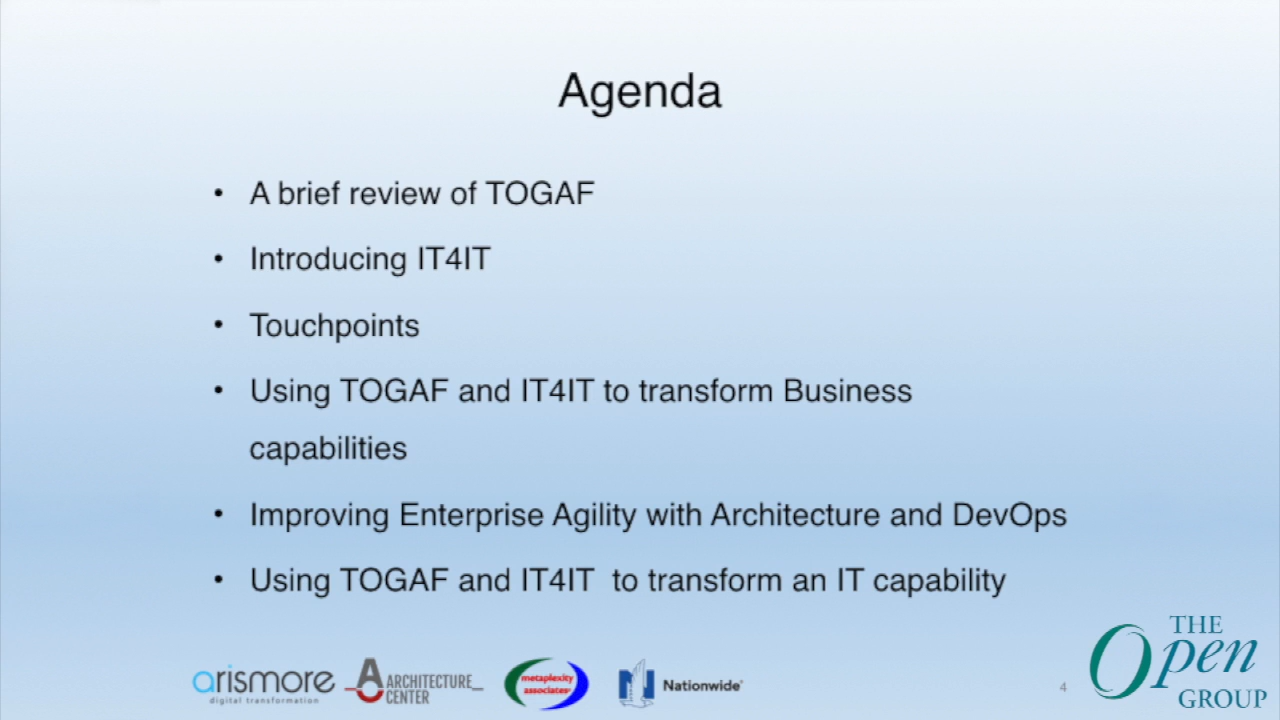 Agenda
• A brief review of TOGAF
• Introducing IT4IT
• Touchpoints
• Using TOGAF and IT4IT to transform Business
capabilities
• Improving Enterprise Agility with Architecture and DevOps
• Using TOGAF and IT4IT  to transform an IT capability
arismore
digital transformation
ARCHITECTURE_
CENTER
metaplexity
associates
Nationwide®
4
THE
Open
GROUP